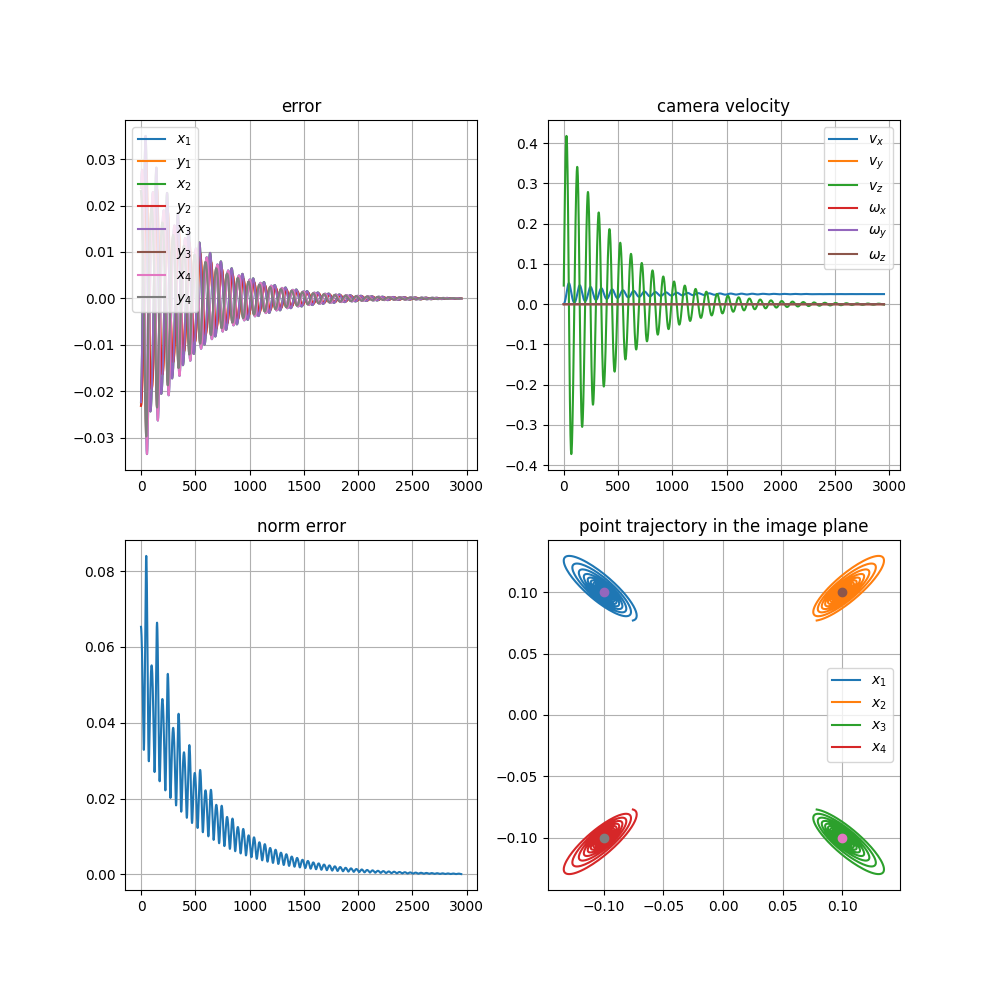 error
0.03
0.02
0.01
0.00
−0.01
−0.02
−0.03
0 500 1000 1500 2000 2500 3000
x₁
y₁
x₂
y₂
x₃
y₃
x₄
y₄
camera velocity
0.4
0.3
0.2
0.1
0.0
−0.1
−0.2
−0.3
−0.4
0 500 1000 1500 2000 2500 3000
vₓ
v_y
v_z
ωₓ
ω_y
ω_z
norm error
0.08
0.06
0.04
0.02
0.00
0 500 1000 1500 2000 2500 3000
point trajectory in the image plane
0.10
0.05
0.00
−0.05
−0.10
−0.10 −0.05 0.00 0.05 0.10
x₁
x₂
x₃
x₄